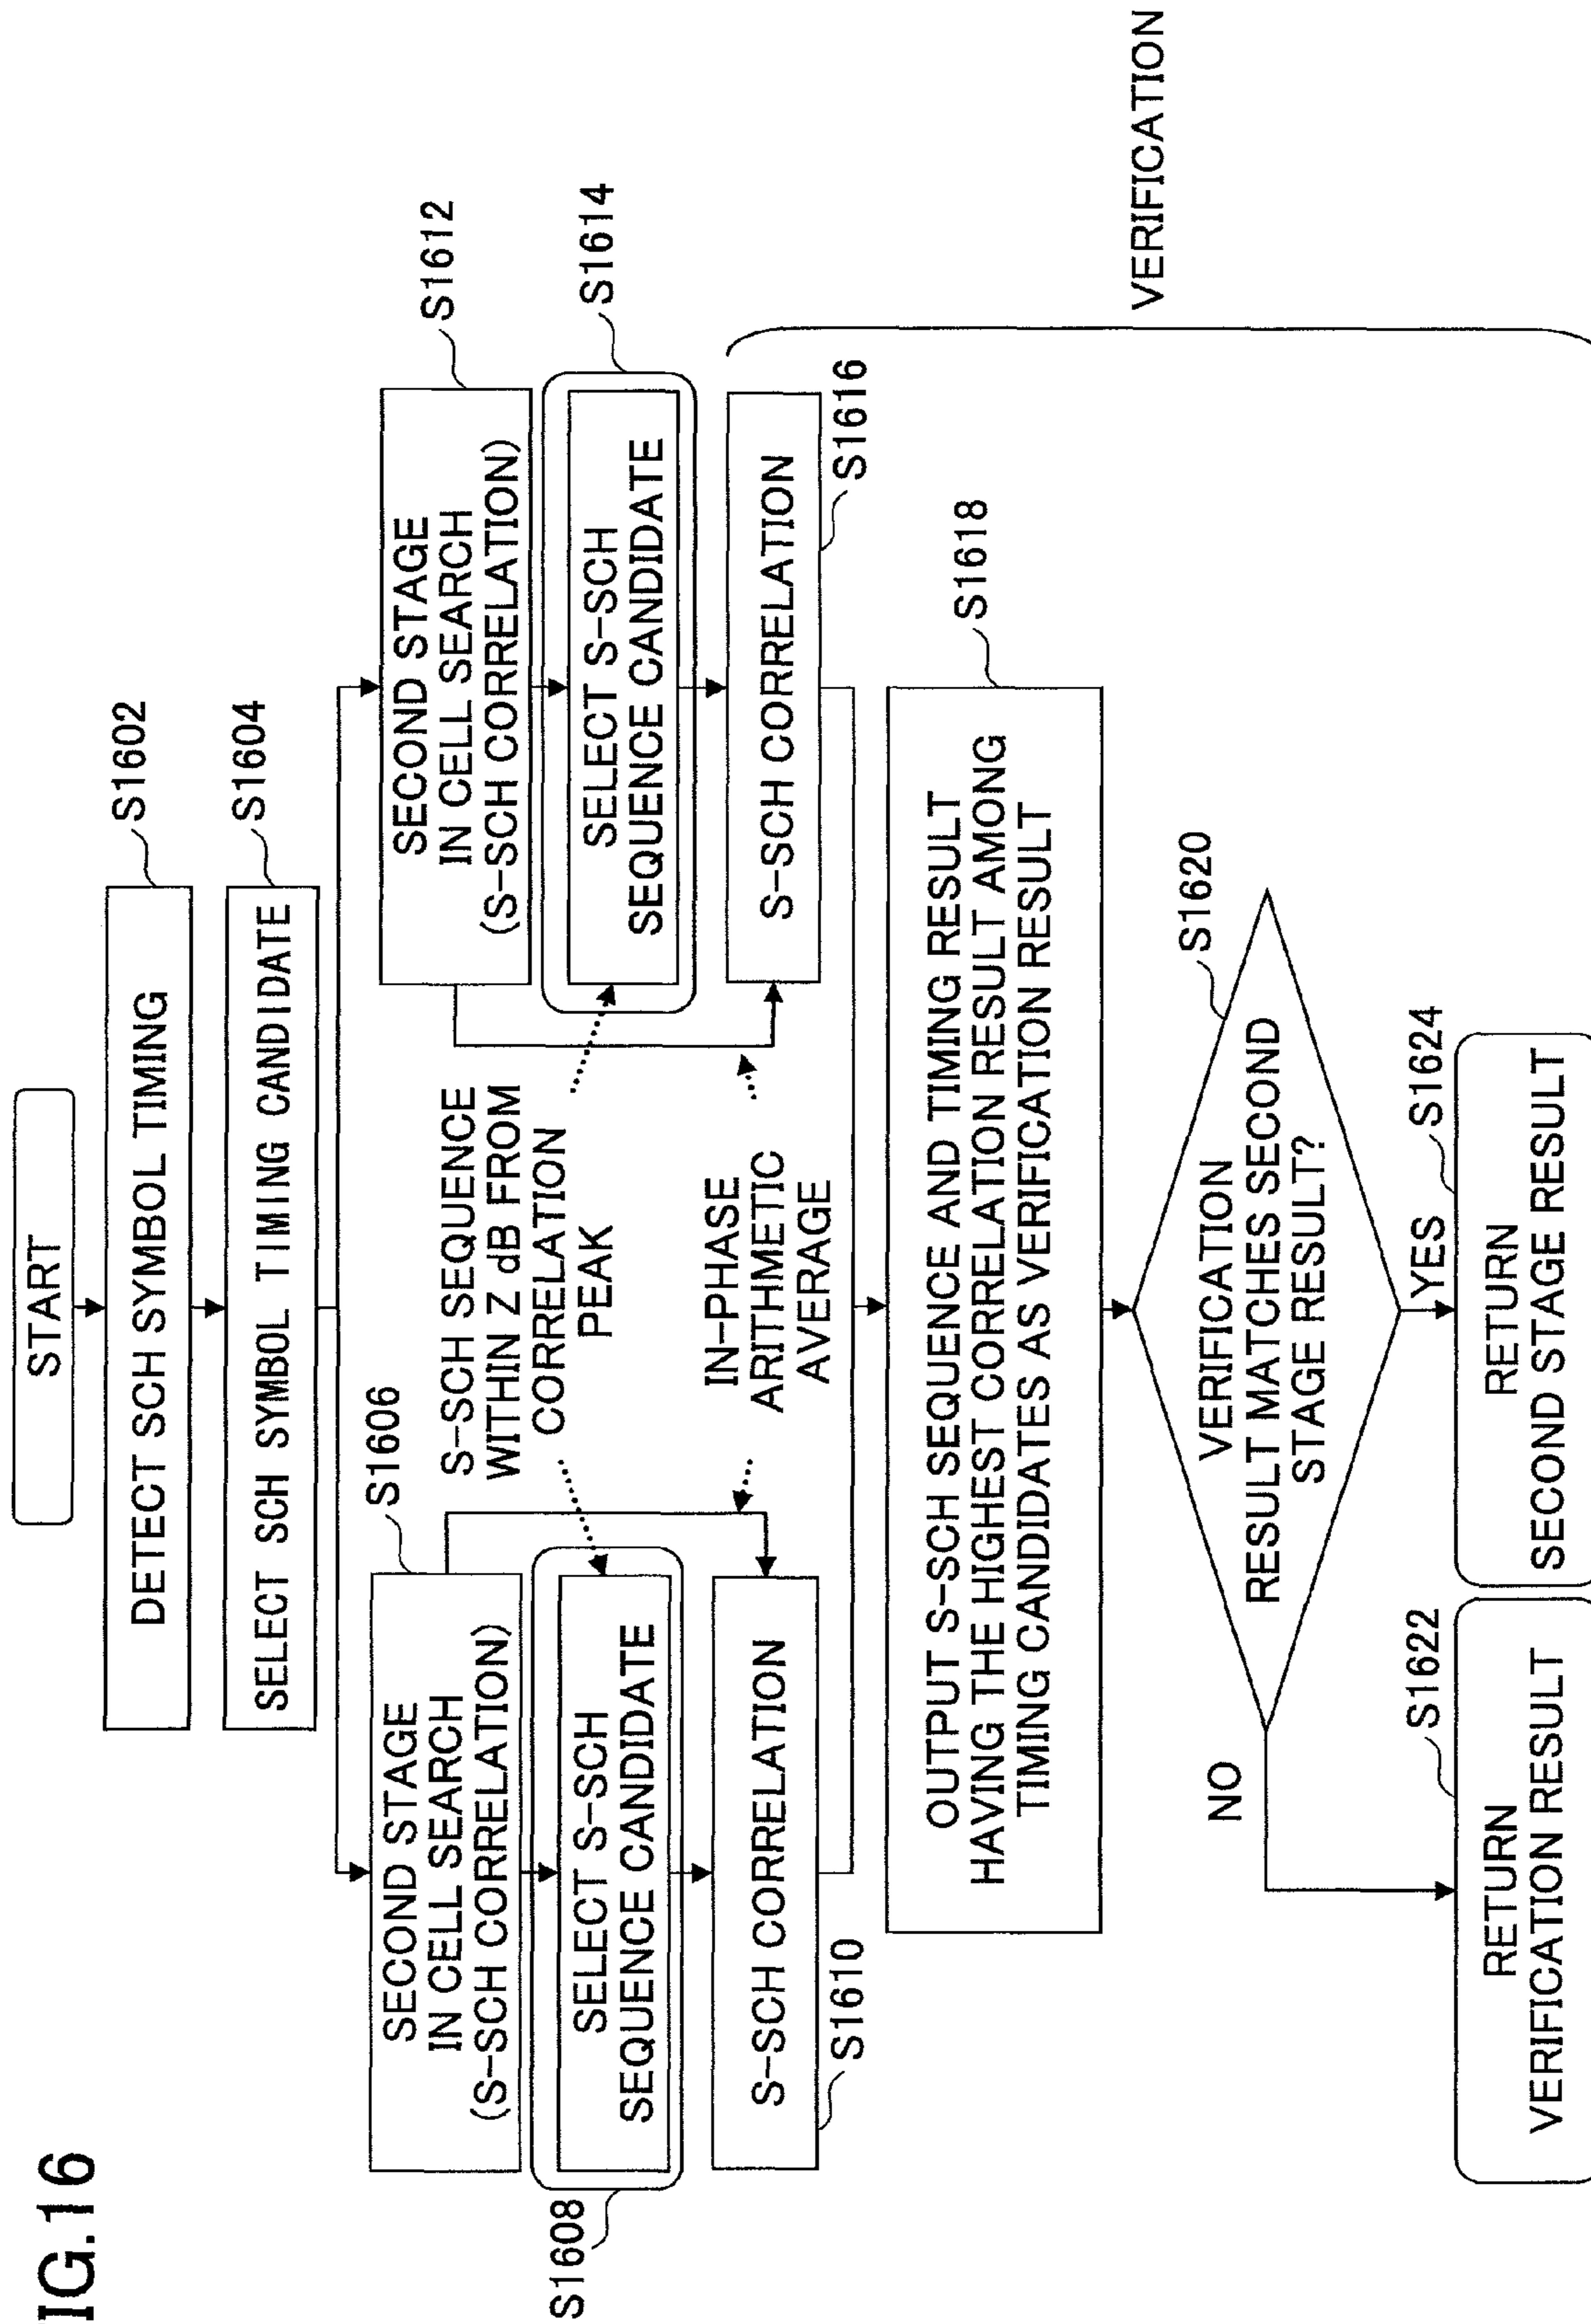 IG.16
START
DETECT SCH SYMBOL TIMING
S1602
SELECT SCH SYMBOL TIMING CANDIDATE
S1604
SECOND STAGE
IN CELL SEARCH
(S-SCH CORRELATION)
S1606
SECOND STAGE
IN CELL SEARCH
(S-SCH CORRELATION)
S1612
S-SCH SEQUENCE
WITHIN Z dB FROM
CORRELATION
PEAK
S1608
SELECT S-SCH
SEQUENCE CANDIDATE
SELECT S-SCH
SEQUENCE CANDIDATE
S1614
IN-PHASE
ARITHMETIC
AVERAGE
S-SCH CORRELATION
S1610
S-SCH CORRELATION
S1616
OUTPUT S-SCH SEQUENCE AND TIMING RESULT
HAVING THE HIGHEST CORRELATION RESULT AMONG
TIMING CANDIDATES AS VERIFICATION RESULT
S1618
VERIFICATION
VERIFICATION
RESULT MATCHES SECOND
STAGE RESULT?
S1620
NO
YES
S1622
RETURN
VERIFICATION RESULT
S1624
RETURN
SECOND STAGE RESULT